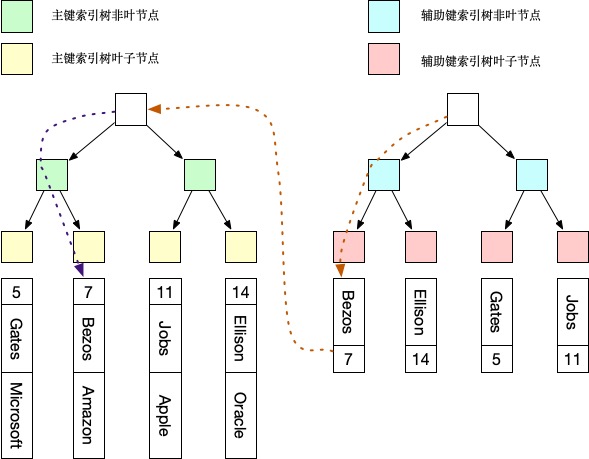 主键索引树非叶节点
辅助键索引树非叶节点
主键索引树叶子节点
辅助键索引树叶子节点
5
Gates
Microsoft
7
Bezos
Amazon
11
Jobs
Apple
14
Ellison
Oracle
Bezos
7
Ellison
14
Gates
5
Jobs
11